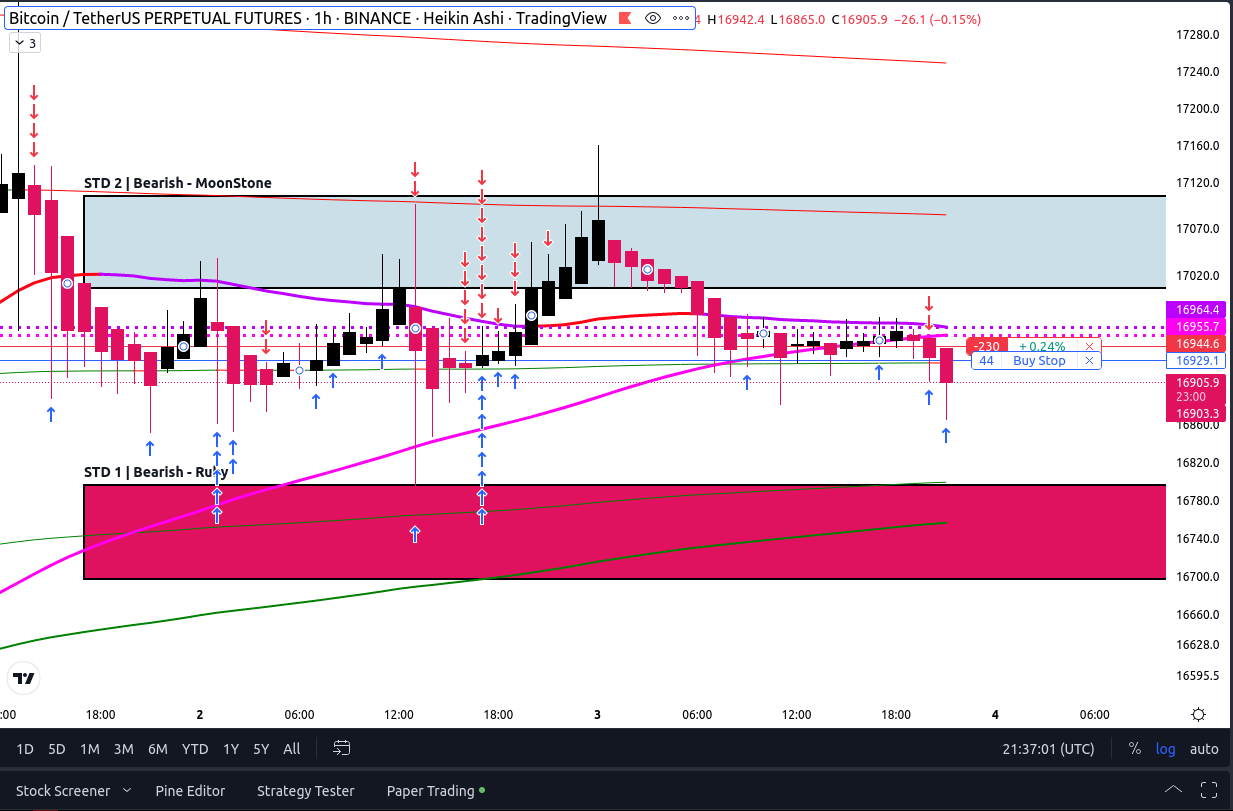 Bitcoin / TetherUS PERPETUAL FUTURES · 1h · BINANCE · Heikin Ashi · TradingView 4 H16942.4 L16865.0 C16905.9 −26.1 (−0.15%)
3
17280.0
17240.0
17200.0
17160.0
17120.0
17070.0
17020.0
STD 2 | Bearish - MoonStone
16964.4
16955.7
16944.6
16929.1
-230 + 0.24%
44 Buy Stop
16905.9
23:00
16903.3
16860.0
16820.0
16780.0
16740.0
16700.0
16660.0
16628.0
16595.5
STD 1 | Bearish - Ruby
:00 18:00 2 06:00 12:00 18:00 3 06:00 12:00 18:00 4 06:00
1D 5D 1M 3M 6M YTD 1Y 5Y All 21:37:01 (UTC) % log auto
Stock Screener Pine Editor Strategy Tester Paper Trading